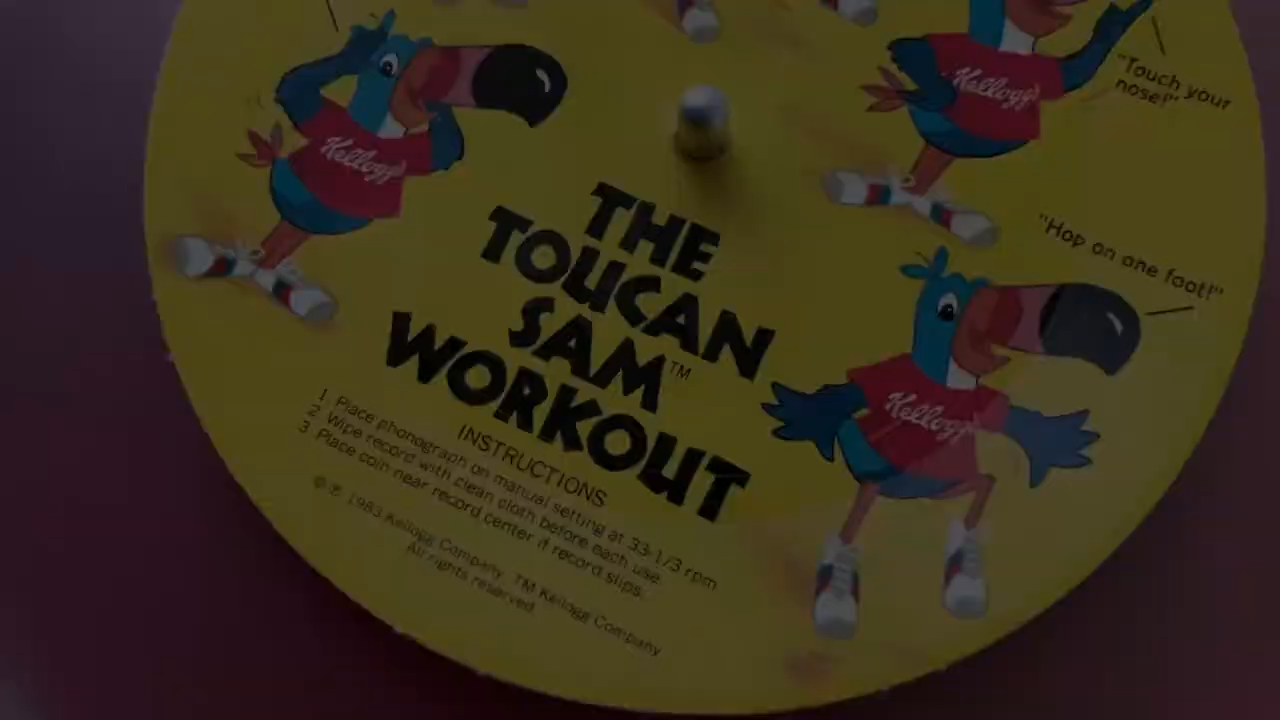 "Touch your
nose!"
Kellogg's
Kellogg's
"Hop on one foot!"
Kellogg's
THE
TOUCAN
SAM™
WORKOUT
INSTRUCTIONS
1. Place phonograph on manual setting at 33-1/3 rpm
2. Wipe record with clean cloth before each use.
3. Place coin near record center if record slips.
© ℗ 1983 Kellogg Company. TM Kellogg Company
All rights reserved.